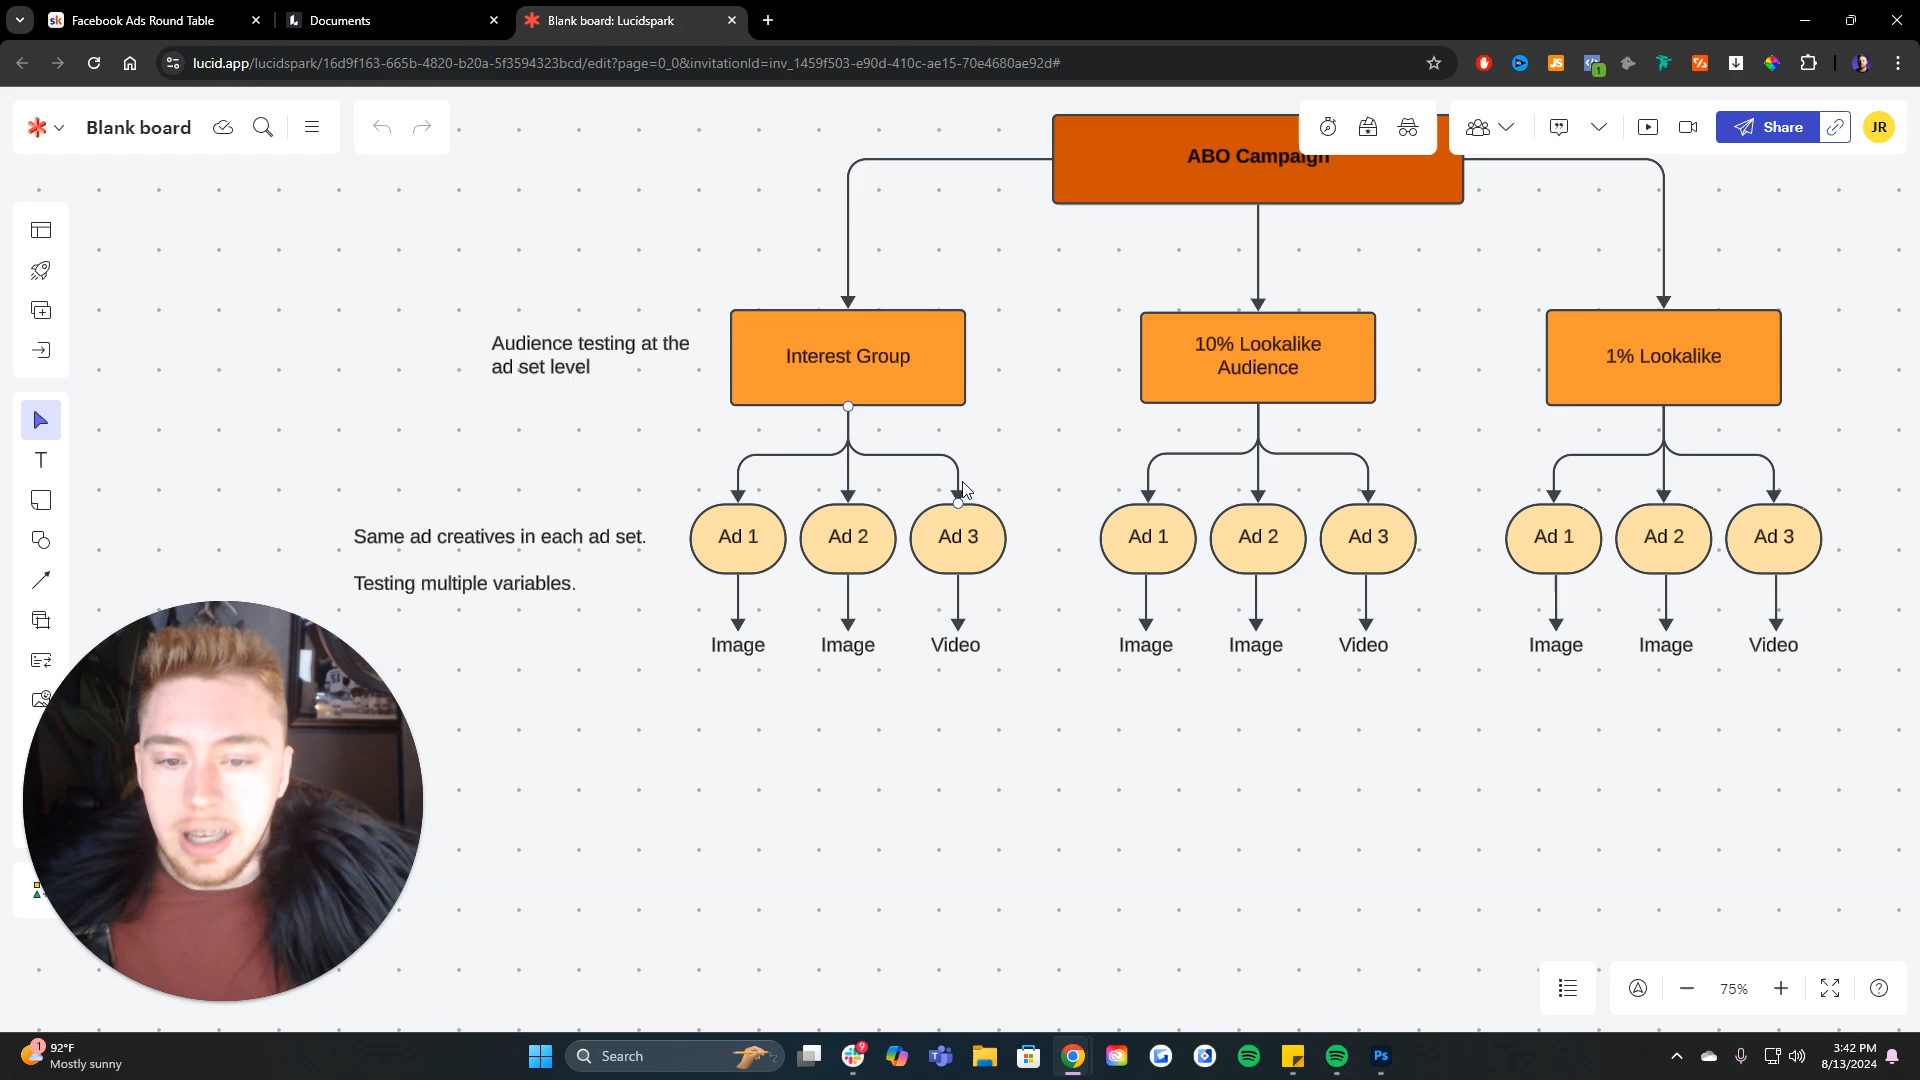 Facebook Ads Round Table
Documents
Blank board: Lucidspark
lucid.app/lucidspark/16d9f163-665b-4820-b20a-5f3594323bcd/edit?page=0_0&invitationId=inv_1459f503-e90d-410c-ae15-70e4680ae92d#
Blank board
Share
JR
ABO Campaign
Audience testing at the
ad set level
Interest Group
10% Lookalike
Audience
1% Lookalike
Same ad creatives in each ad set.
Testing multiple variables.
Ad 1
Ad 2
Ad 3
Ad 1
Ad 2
Ad 3
Ad 1
Ad 2
Ad 3
Image
Image
Video
Image
Image
Video
Image
Image
Video
75%
92°F
Mostly sunny
Search
3:42 PM
8/13/2024